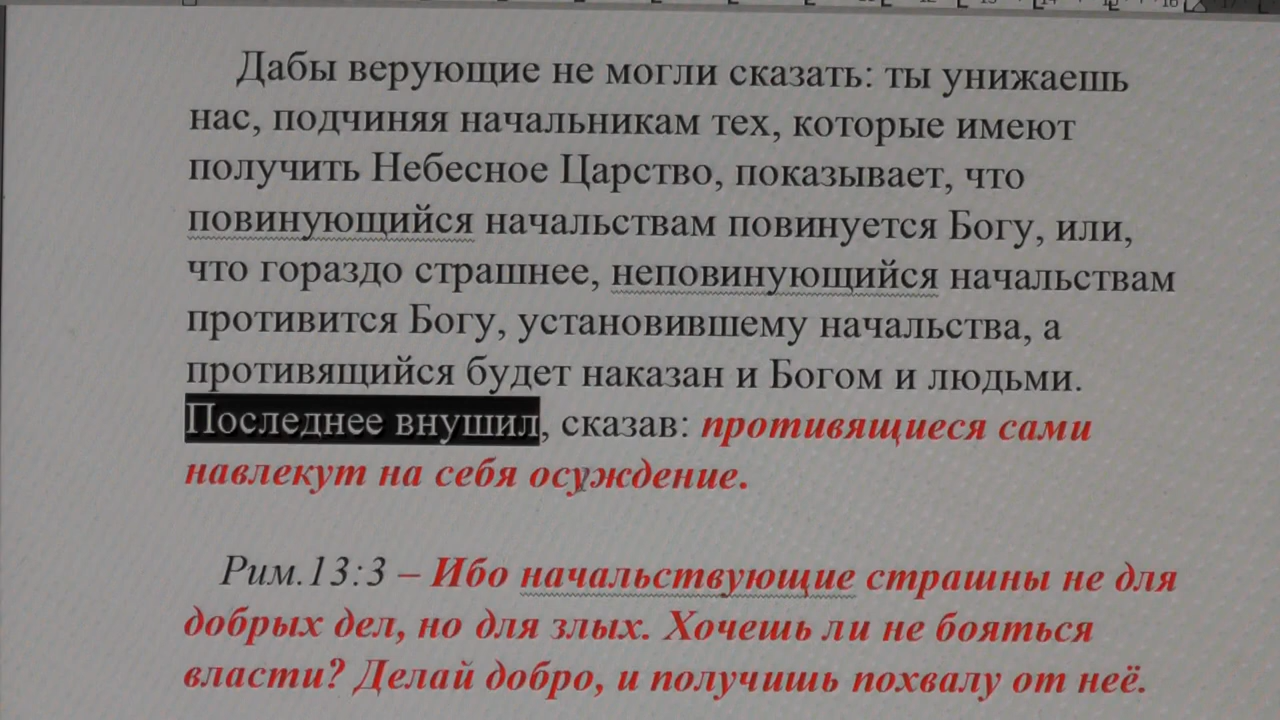 Дабы верующие не могли сказать: ты унижаешь
нас, подчиняя начальникам тех, которые имеют
получить Небесное Царство, показывает, что
повинующийся начальствам повинуется Богу, или,
что гораздо страшнее, неповинующийся начальствам
противится Богу, установившему начальства, а
противящийся будет наказан и Богом и людьми.
Последнее внушил, сказав: противящиеся сами
навлекут на себя осуждение.
Рим.13:3 – Ибо начальствующие страшны не для
добрых дел, но для злых. Хочешь ли не бояться
власти? Делай добро, и получишь похвалу от неё.